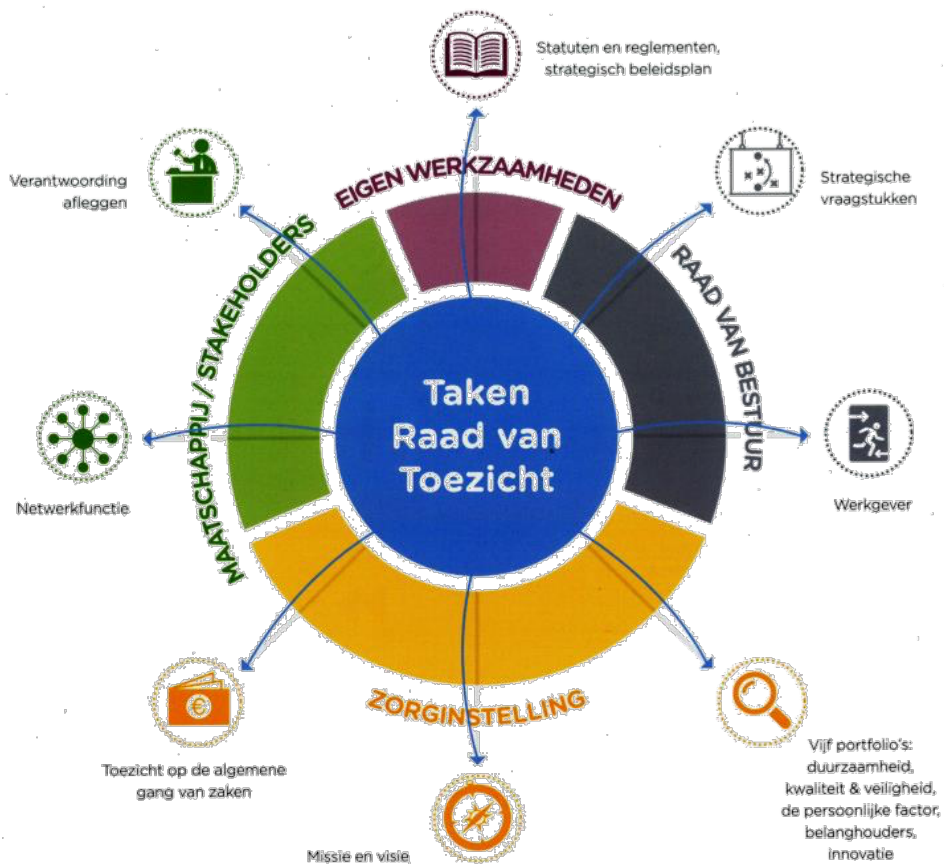 Statuten en reglementen,
strategisch beleidsplan
Verantwoording
afleggen
EIGEN WERKZAAMHEDEN
Strategische
vraagstukken
MAATSCHAPPIJ / STAKEHOLDERS
RAAD VAN BESTUUR
Taken
Raad van
Toezicht
Netwerkfunctie
Werkgever
ZORGINSTELLING
€
Toezicht op de algemene
gang van zaken
Missie en visie
Vijf portfolio's:
duurzaamheid,
kwaliteit & veiligheid,
de persoonlijke factor,
belanghouders,
innovatie